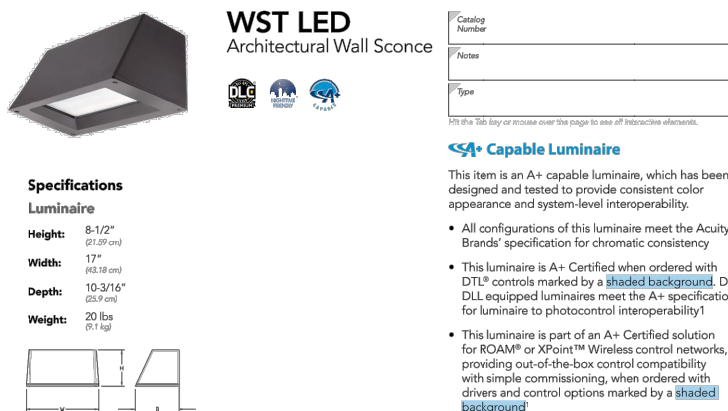 WST LED
Architectural Wall Sconce
DLC
PREMIUM
NIGHTTIME
FRIENDLY
A+
CAPABLE
Catalog
Number
Notes
Type
Hit the Tab key or mouse over the page to see all interactive elements.
Specifications
Luminaire
Height: 8-1/2"
(21.59 cm)
Width: 17"
(43.18 cm)
Depth: 10-3/16"
(25.9 cm)
Weight: 20 lbs
(9.1 kg)
H
W
D
A+ Capable Luminaire
This item is an A+ capable luminaire, which has been
designed and tested to provide consistent color
appearance and system-level interoperability.
• All configurations of this luminaire meet the Acuity
Brands' specification for chromatic consistency
• This luminaire is A+ Certified when ordered with
DTL® controls marked by a shaded background. D
DLL equipped luminaires meet the A+ specificatio
for luminaire to photocontrol interoperability1
• This luminaire is part of an A+ Certified solution
for ROAM® or XPoint™ Wireless control networks,
providing out-of-the-box control compatibility
with simple commissioning, when ordered with
drivers and control options marked by a shaded
background¹